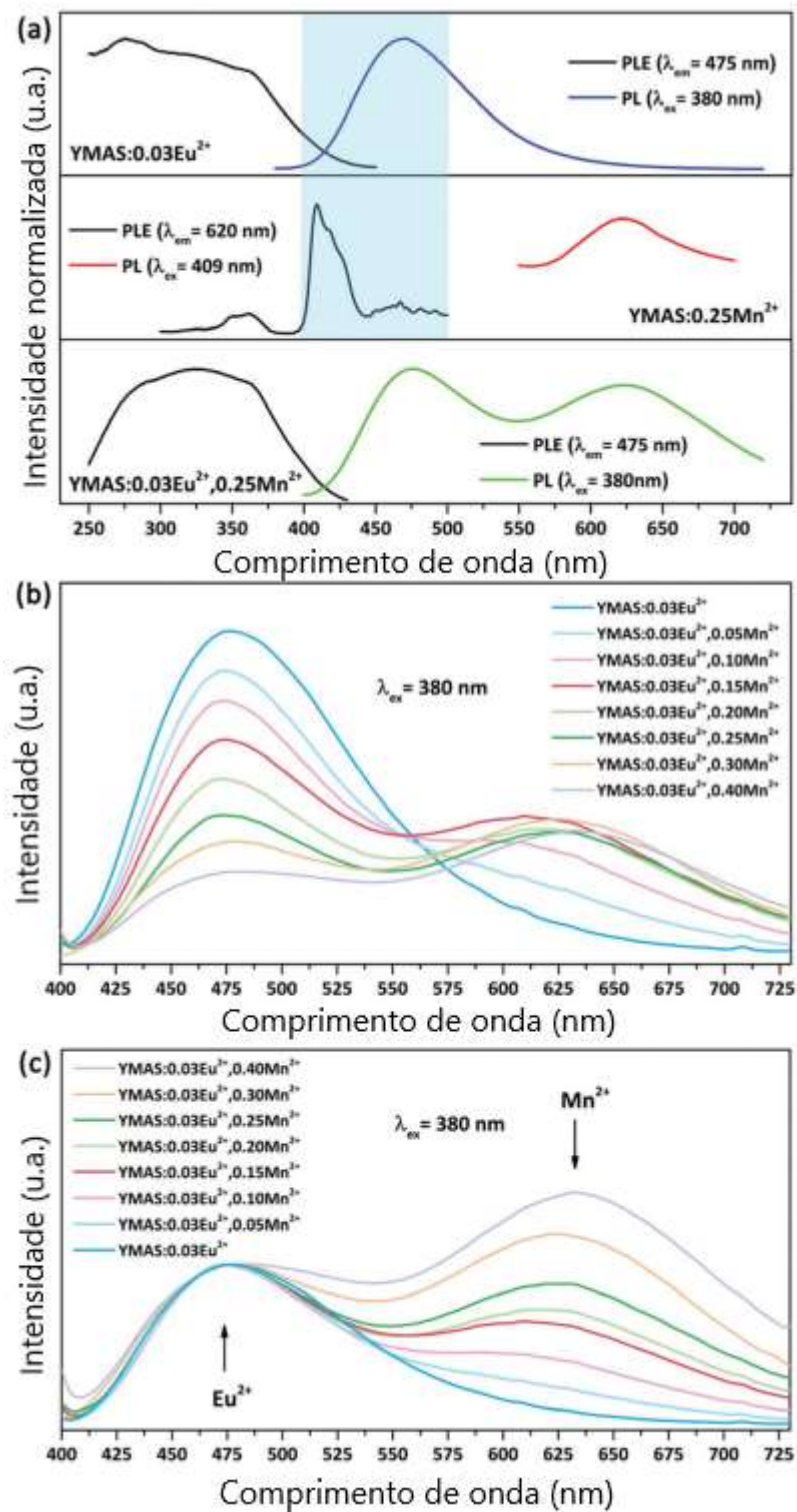 (a)
Intensidade normalizada (u.a.)
PLE (λem= 475 nm)
PL (λex= 380 nm)
YMAS:0.03Eu²⁺
PLE (λem= 620 nm)
PL (λex= 409 nm)
YMAS:0.25Mn²⁺
PLE (λem= 475 nm)
PL (λex= 380nm)
YMAS:0.03Eu²⁺,0.25Mn²⁺
250 300 350 400 450 500 550 600 650 700
Comprimento de onda (nm)
(b)
Intensidade (u.a.)
λex= 380 nm
YMAS:0.03Eu²⁺
YMAS:0.03Eu²⁺,0.05Mn²⁺
YMAS:0.03Eu²⁺,0.10Mn²⁺
YMAS:0.03Eu²⁺,0.15Mn²⁺
YMAS:0.03Eu²⁺,0.20Mn²⁺
YMAS:0.03Eu²⁺,0.25Mn²⁺
YMAS:0.03Eu²⁺,0.30Mn²⁺
YMAS:0.03Eu²⁺,0.40Mn²⁺
400 425 450 475 500 525 550 575 600 625 650 675 700 725
Comprimento de onda (nm)
(c)
Intensidade (u.a.)
YMAS:0.03Eu²⁺,0.40Mn²⁺
YMAS:0.03Eu²⁺,0.30Mn²⁺
YMAS:0.03Eu²⁺,0.25Mn²⁺
YMAS:0.03Eu²⁺,0.20Mn²⁺
YMAS:0.03Eu²⁺,0.15Mn²⁺
YMAS:0.03Eu²⁺,0.10Mn²⁺
YMAS:0.03Eu²⁺,0.05Mn²⁺
YMAS:0.03Eu²⁺
λex= 380 nm
Mn²⁺
Eu²⁺
400 425 450 475 500 525 550 575 600 625 650 675 700 725
Comprimento de onda (nm)